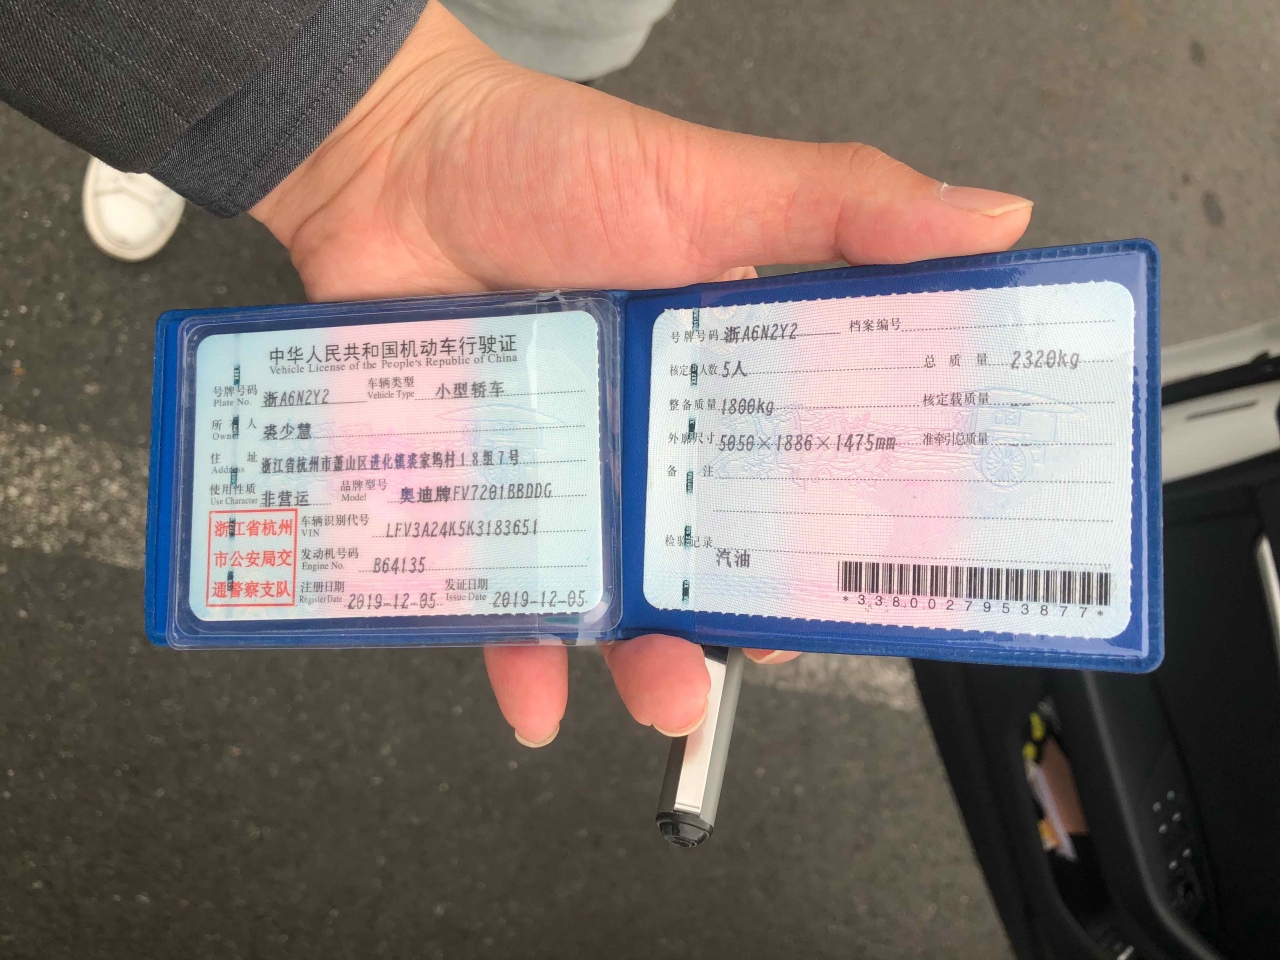 中华人民共和国机动车行驶证
Vehicle License of the People's Republic of China
号牌号码 浙A6N2Y2 车辆类型 小型轿车
Plate No. Vehicle Type
所 人 裘少慧
Owner
住 址 浙江省杭州市萧山区进化镇裘家坞村18组7号
Address
使用性质 非营运 品牌型号 奥迪牌FV7201BBDDG
Use Character Model
浙江省杭州
市公安局交
通警察支队
车辆识别代号 LFV3A24K5K3183651
VIN
发动机号码 B64135
Engine No.
注册日期 2019-12-05 发证日期 2019-12-05
Register Date Issue Date
号牌号码 浙A6N2Y2 档案编号
核定人数 5人 总 质 量 2320kg
整备质量 1800kg 核定载质量
外廓尺寸 5050×1886×1475mm 准牵引总质量
备 注
检验记录
汽油
*3380027953877*